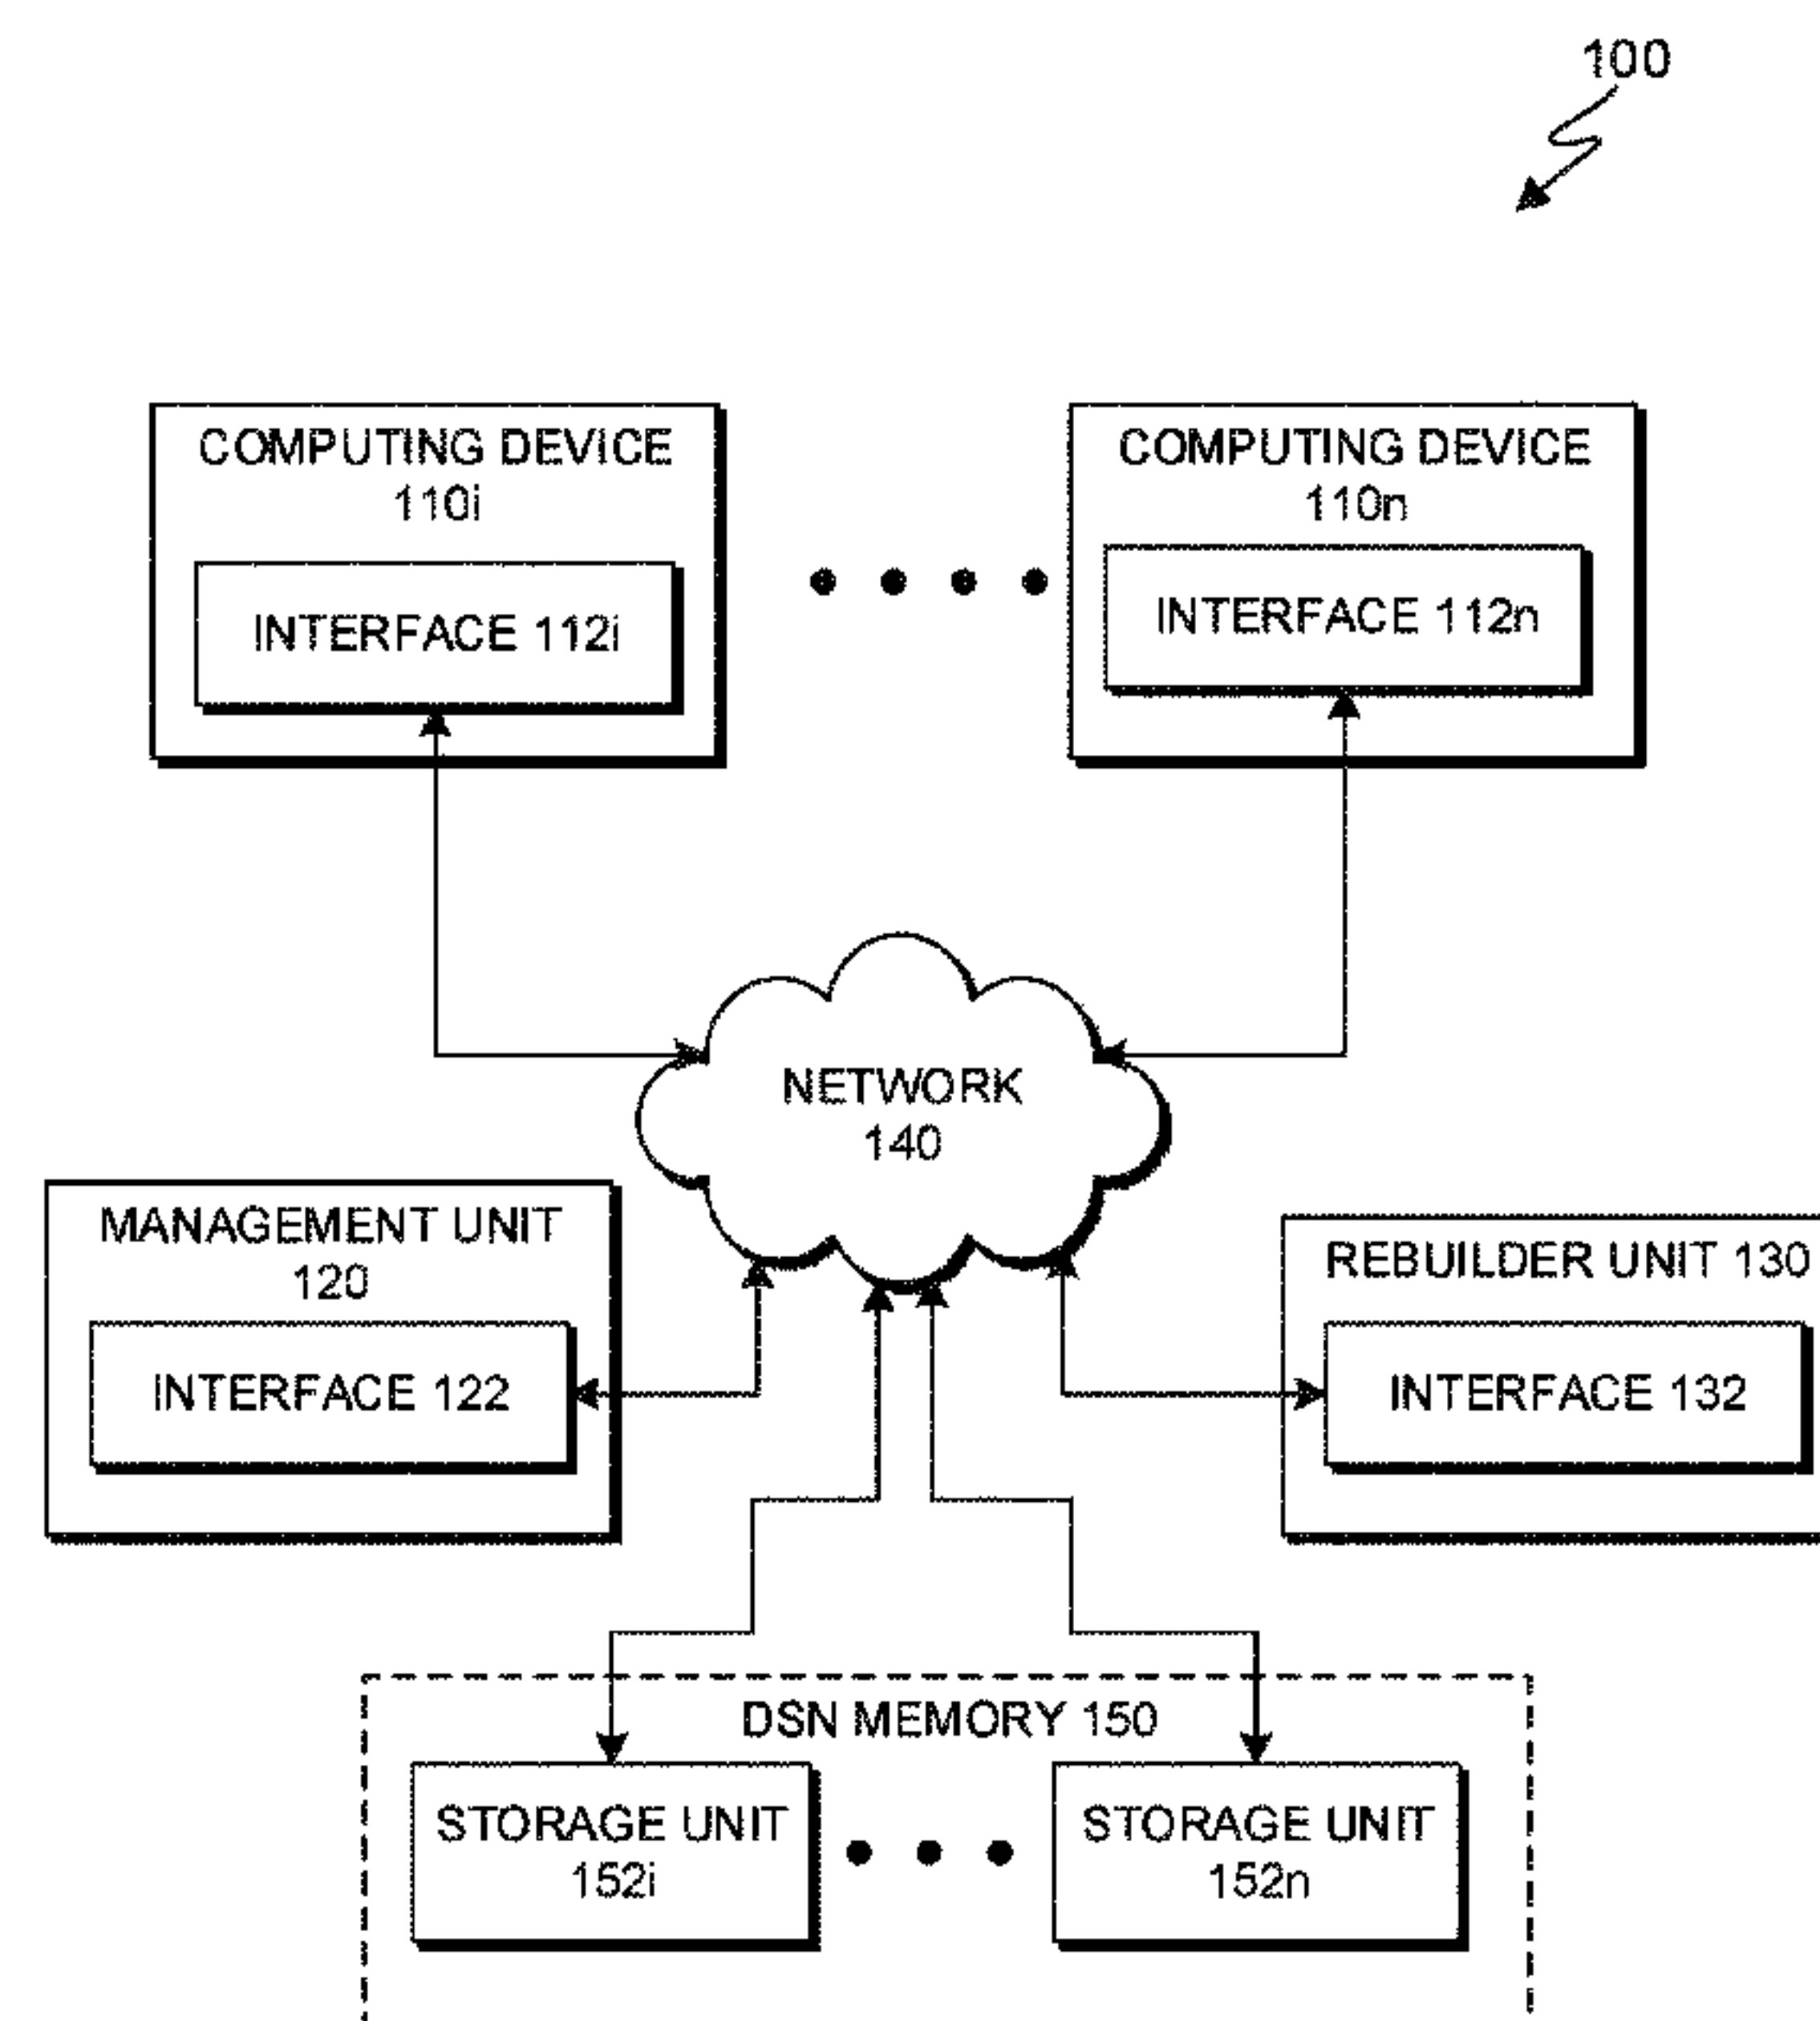 100
COMPUTING DEVICE
110i
INTERFACE 112i
COMPUTING DEVICE
110n
INTERFACE 112n
NETWORK
140
MANAGEMENT UNIT
120
INTERFACE 122
REBUILDER UNIT 130
INTERFACE 132
DSN MEMORY 150
STORAGE UNIT
152i
STORAGE UNIT
152n